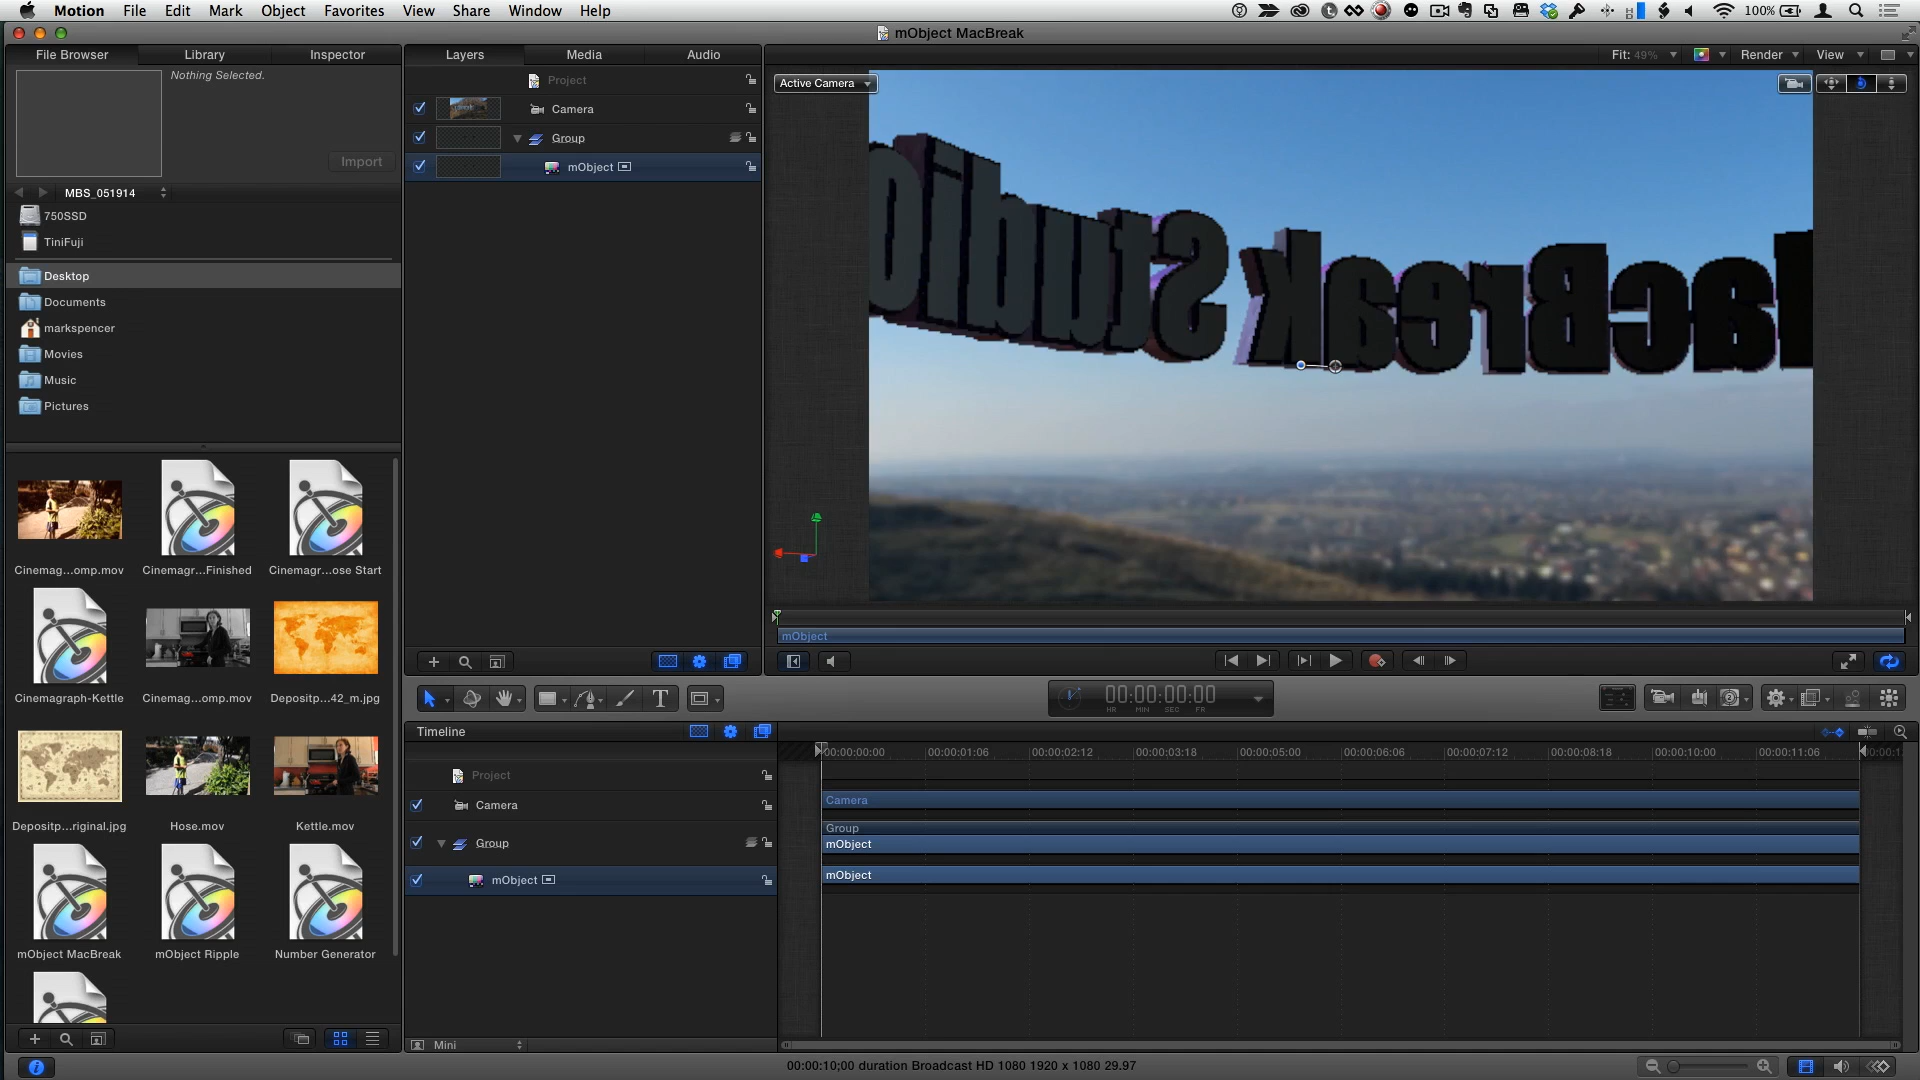 Motion File Edit Mark Object Favorites View Share Window Help
100%
mObject MacBreak
File Browser Library Inspector
Nothing Selected.
Import
MBS_051914
750SSD
TiniFuji
Desktop
Documents
markspencer
Movies
Music
Pictures
Cinemag...omp.mov Cinemagr...Finished Cinemagr...ose Start
Cinemagraph-Kettle Cinemag...omp.mov Depositp...42_m.jpg
Depositp...riginal.jpg Hose.mov Kettle.mov
mObject MacBreak mObject Ripple Number Generator
Layers Media Audio
Project
Camera
Group
mObject
Fit: 49% Render View
Active Camera
acBreak Studio
mObject
00:00:00:00
HR MIN SEC FR
Timeline
Project
Camera
Group
mObject
00:00:00:00 00:00:01:06 00:00:02:12 00:00:03:18 00:00:05:00 00:00:06:06 00:00:07:12 00:00:08:18 00:00:10:00 00:00:11:06
Camera
Group
mObject
mObject
Mini
00:00:10;00 duration Broadcast HD 1080 1920 x 1080 29.97